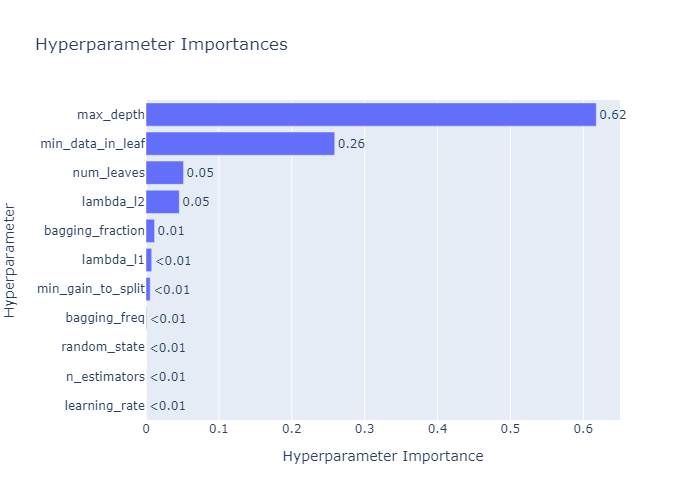 Hyperparameter Importances
Hyperparameter
max_depth 0.62
min_data_in_leaf 0.26
num_leaves 0.05
lambda_l2 0.05
bagging_fraction 0.01
lambda_l1 <0.01
min_gain_to_split <0.01
bagging_freq <0.01
random_state <0.01
n_estimators <0.01
learning_rate <0.01
0 0.1 0.2 0.3 0.4 0.5 0.6
Hyperparameter Importance